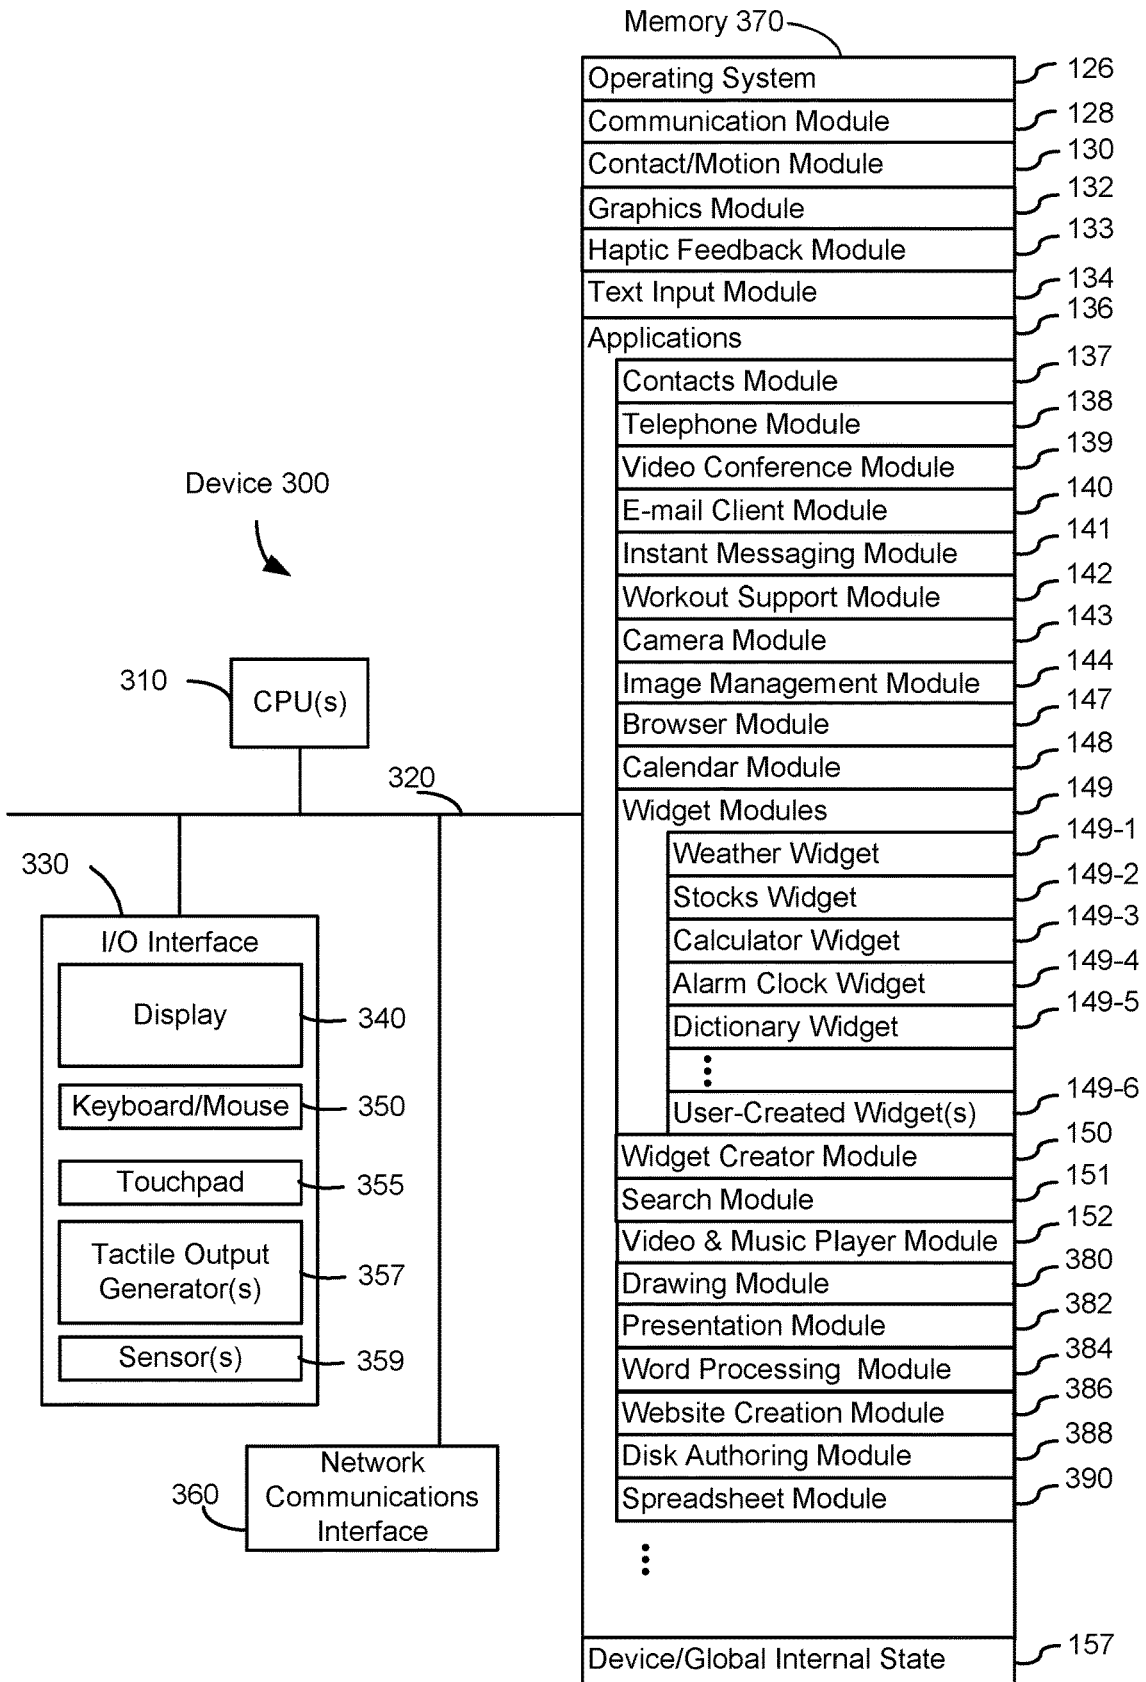 Memory 370
Operating System 126
Communication Module 128
Contact/Motion Module 130
Graphics Module 132
Haptic Feedback Module 133
Text Input Module 134
Applications 136
Contacts Module 137
Telephone Module 138
Video Conference Module 139
E-mail Client Module 140
Instant Messaging Module 141
Workout Support Module 142
Camera Module 143
Image Management Module 144
Browser Module 147
Calendar Module 148
Widget Modules 149
Weather Widget 149-1
Stocks Widget 149-2
Calculator Widget 149-3
Alarm Clock Widget 149-4
Dictionary Widget 149-5
User-Created Widget(s) 149-6
Widget Creator Module 150
Search Module 151
Video & Music Player Module 152
Drawing Module 380
Presentation Module 382
Word Processing Module 384
Website Creation Module 386
Disk Authoring Module 388
Spreadsheet Module 390
Device/Global Internal State 157
Device 300
310
CPU(s)
320
330
I/O Interface
Display 340
Keyboard/Mouse 350
Touchpad 355
Tactile Output
Generator(s) 357
Sensor(s) 359
360
Network
Communications
Interface